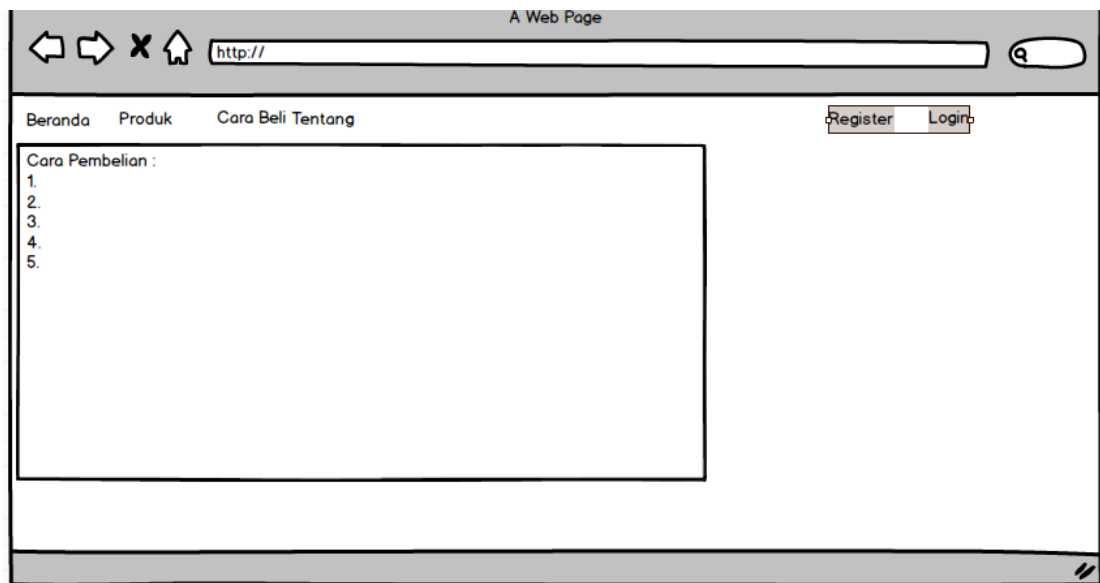 A Web Page
http://
Beranda Produk Cara Beli Tentang Register Login
Cara Pembelian :
1.
2.
3.
4.
5.